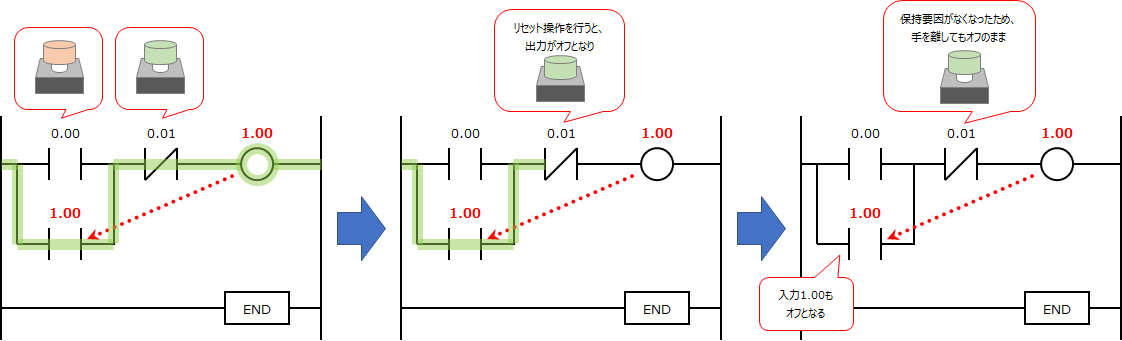 0.00
0.01
1.00
1.00
END
リセット操作を行うと、
出力がオフとなり
0.00
0.01
1.00
1.00
END
保持要因がなくなったため、
手を離してもオフのまま
0.00
0.01
1.00
1.00
入力1.00も
オフとなる
END